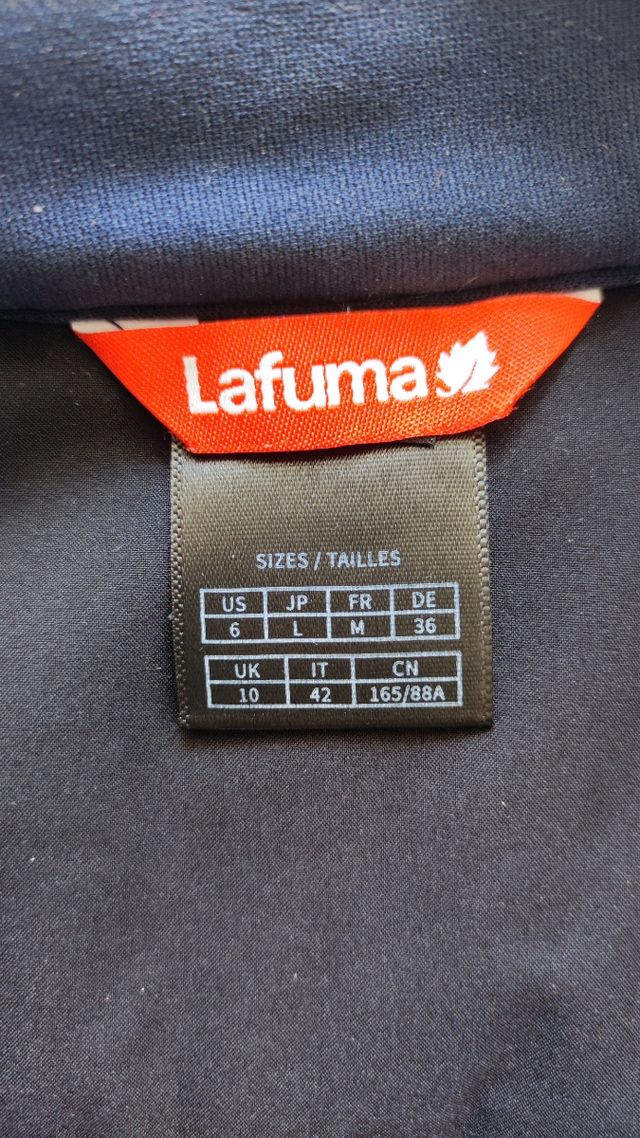 Lafuma
SIZES / TAILLES
US JP FR DE
6 L M 36
UK IT CN
10 42 165/88A